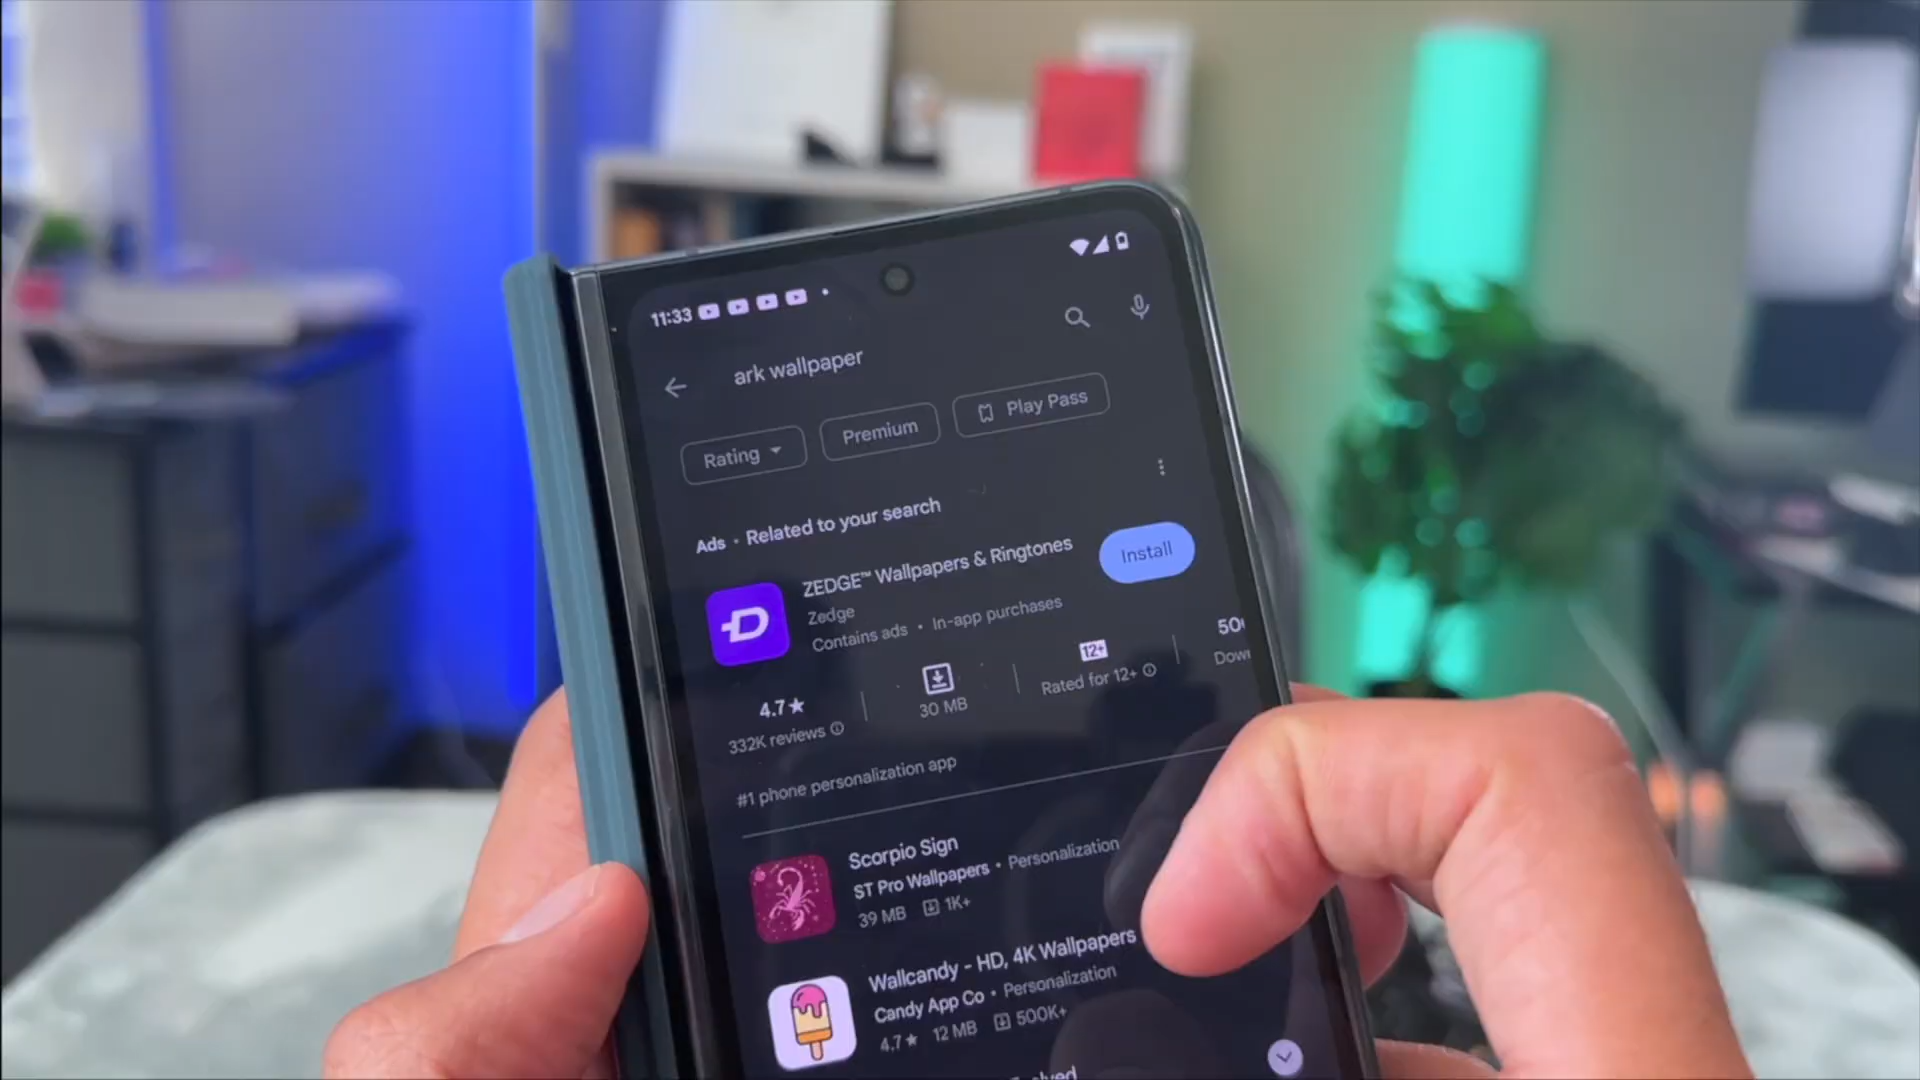 11:33
ark wallpaper
Rating
Premium
Play Pass
Ads • Related to your search
ZEDGE™ Wallpapers & Ringtones
Zedge
Contains ads • In-app purchases
Install
4.7★
332K reviews
30 MB
12+
Rated for 12+
#1 phone personalization app
Scorpio Sign
ST Pro Wallpapers • Personalization
39 MB 1K+
Wallcandy - HD, 4K Wallpapers
Candy App Co • Personalization
4.7★ 12 MB 500K+